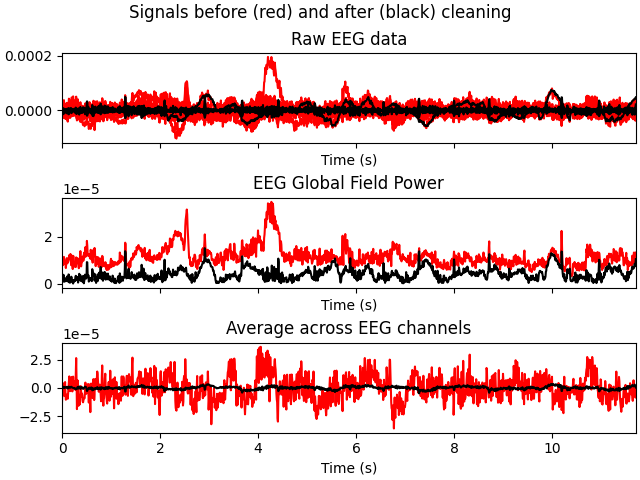 Signals before (red) and after (black) cleaning
Raw EEG data
0.0002
0.0000
Time (s)
EEG Global Field Power
1e−5
2
0
Time (s)
Average across EEG channels
1e−5
2.5
0.0
−2.5
0 2 4 6 8 10
Time (s)